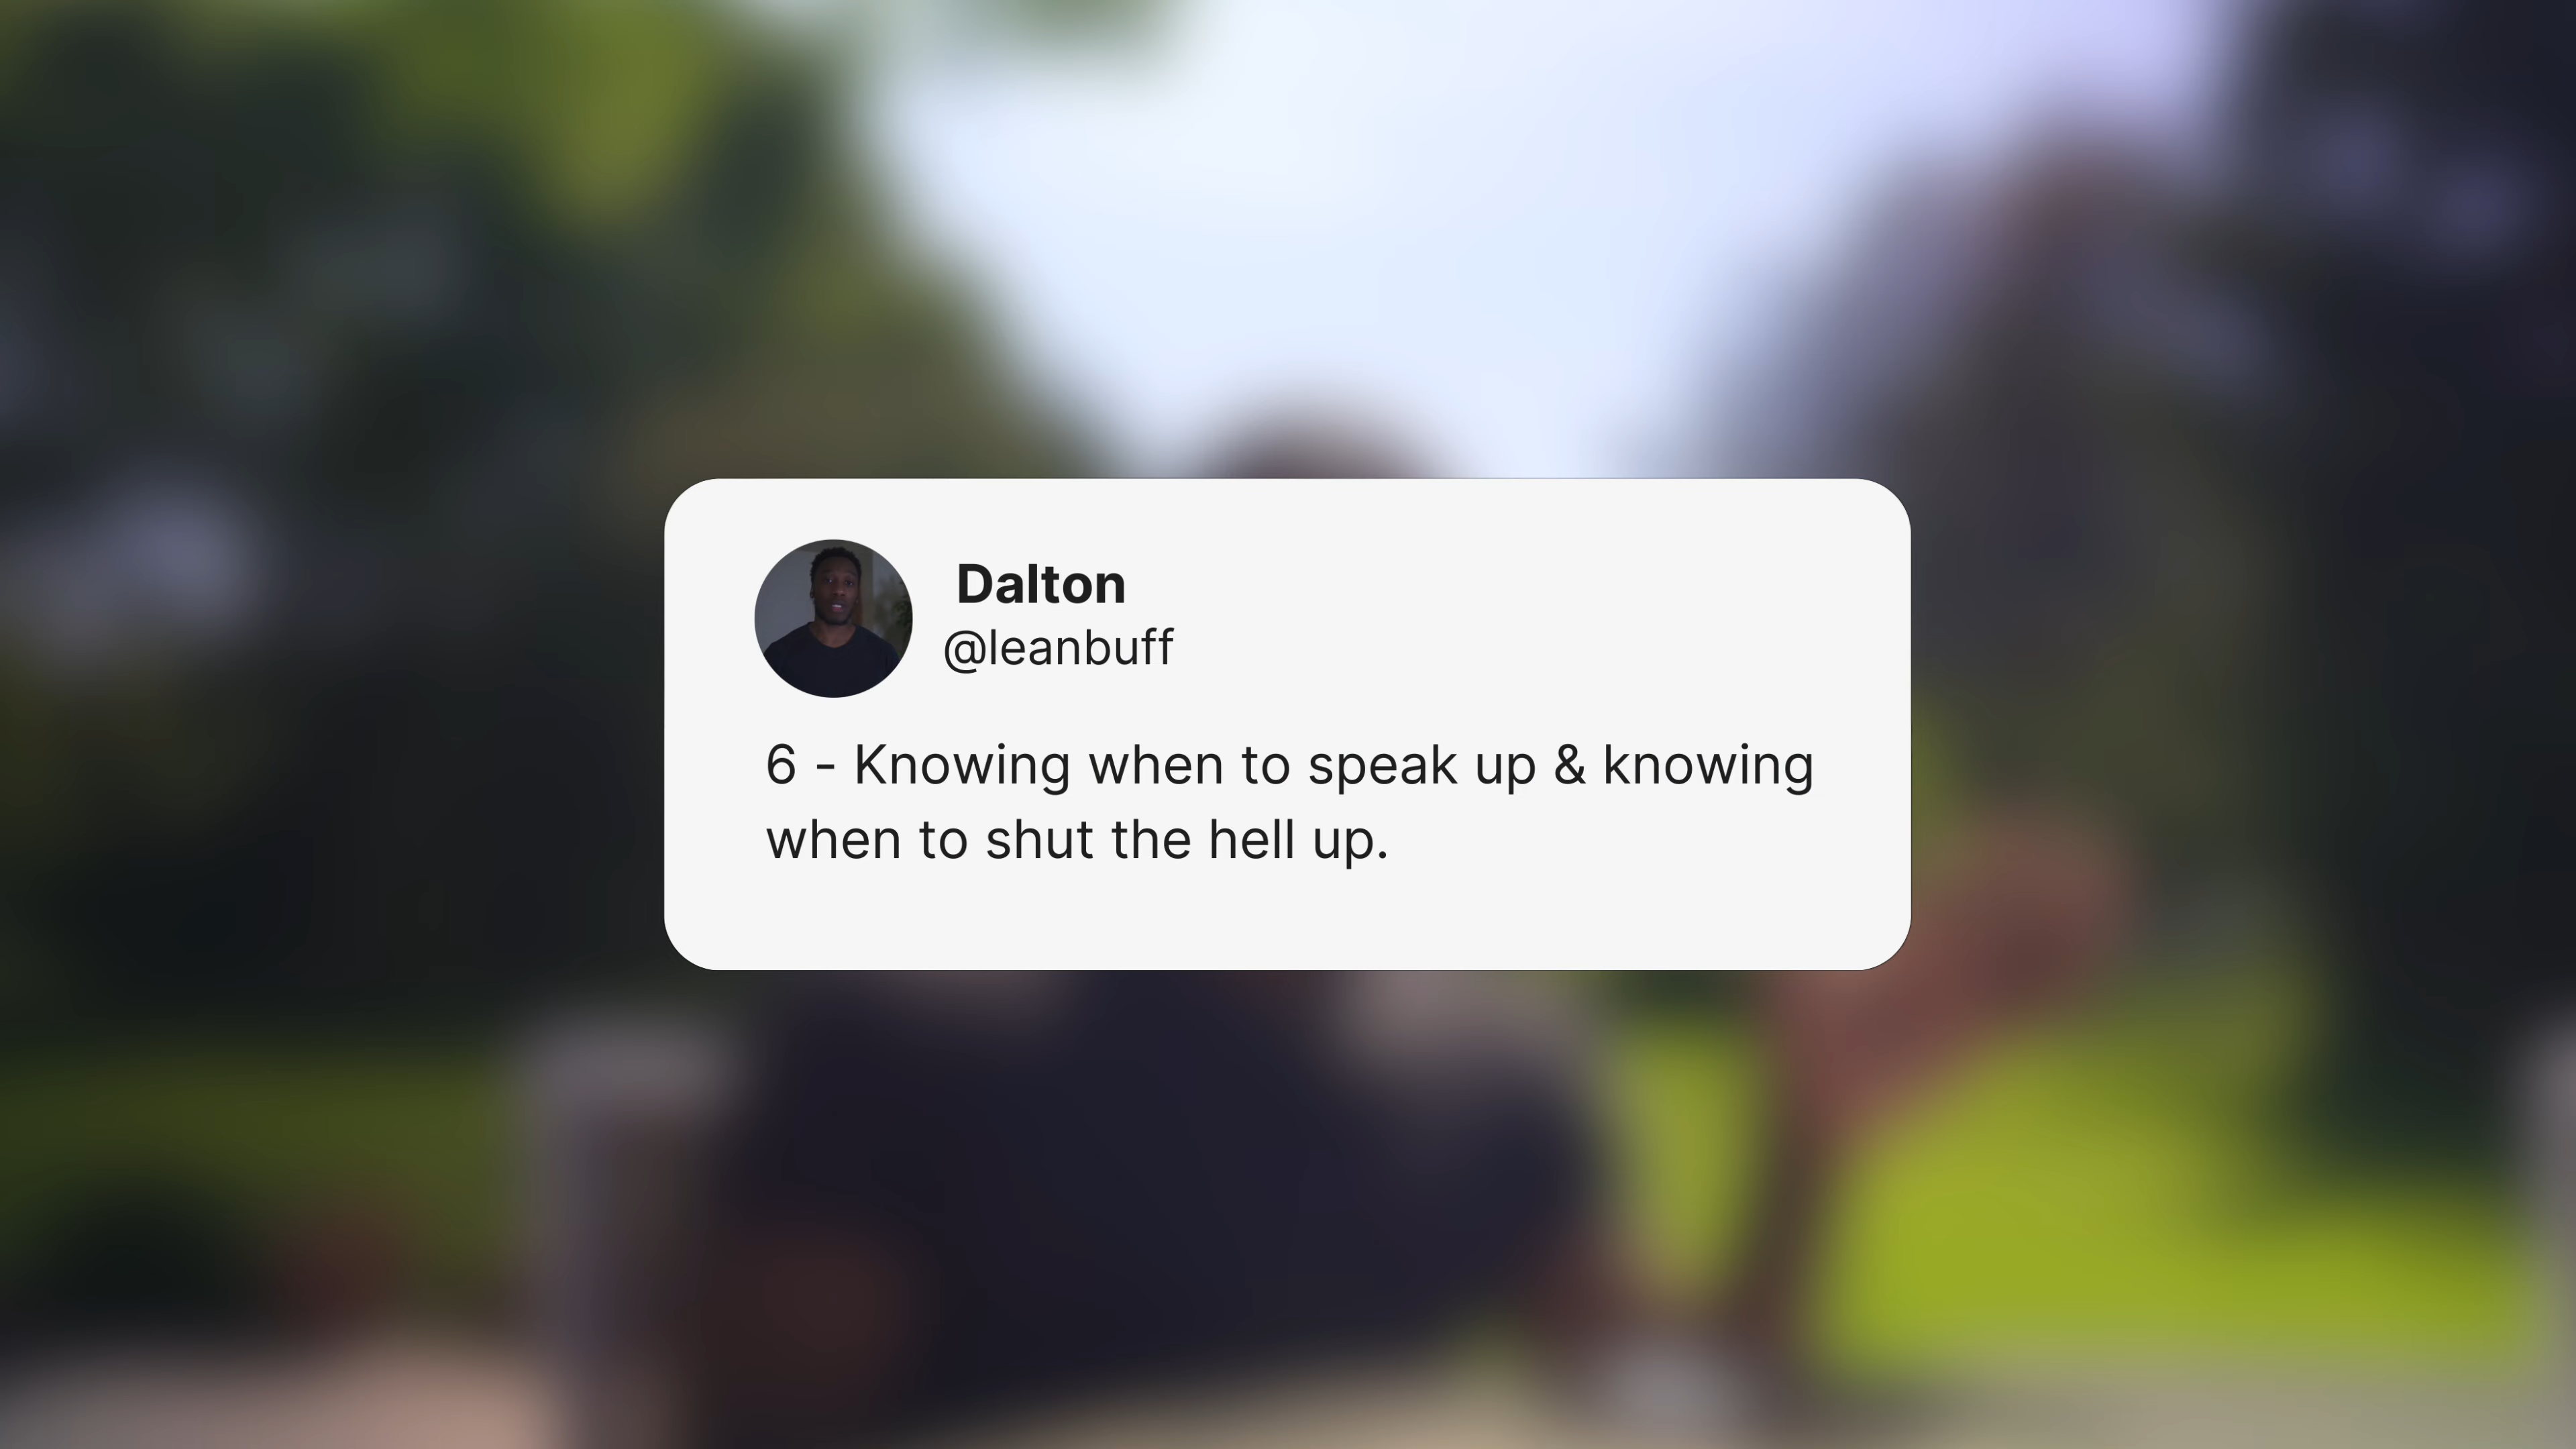 Dalton
@leanbuff
6 - Knowing when to speak up & knowing
when to shut the hell up.